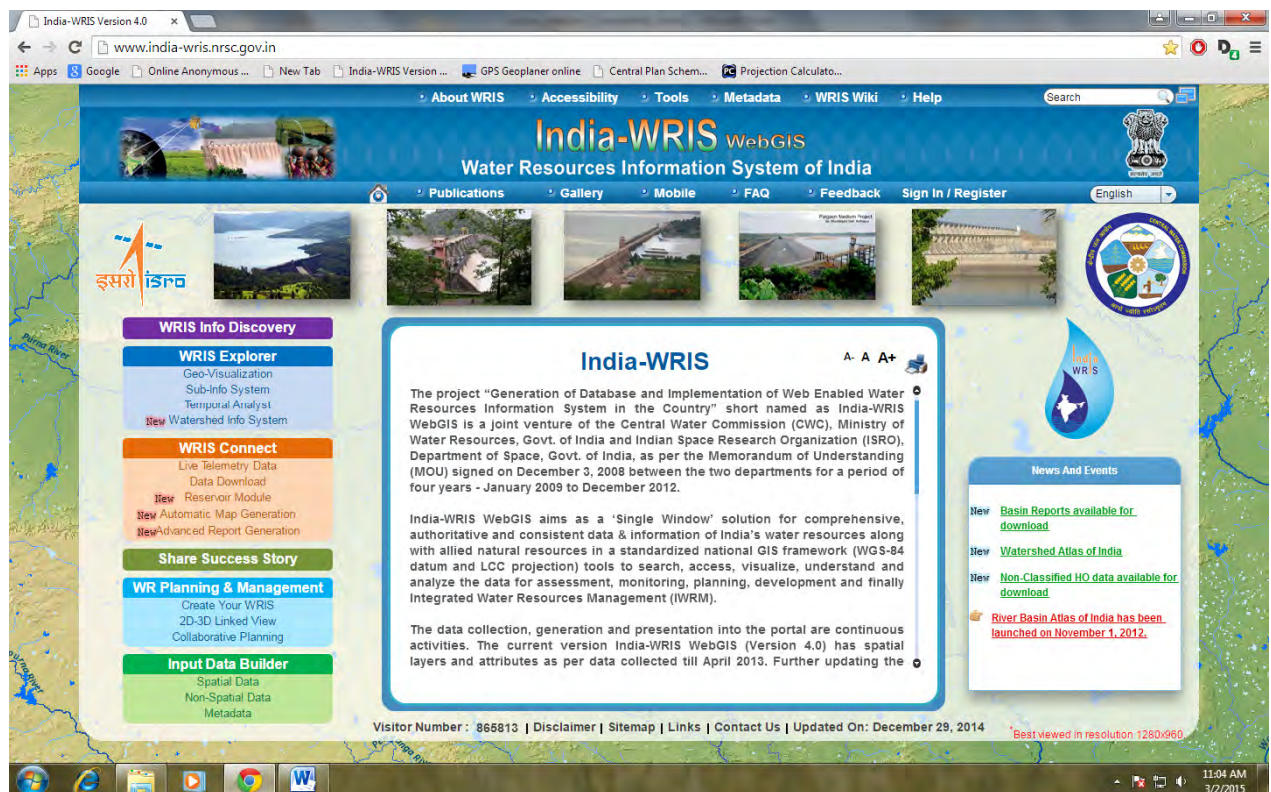 India-WRIS Version 4.0
www.india-wris.nrsc.gov.in
Apps Google Online Anonymous ... New Tab India-WRIS Version ... GPS Geoplaner online Central Plan Schem... Projection Calculato...
About WRIS Accessibility Tools Metadata WRIS Wiki Help Search
India-WRIS WebGIS
Water Resources Information System of India
Publications Gallery Mobile FAQ Feedback Sign In / Register English
इसरो isro
WRIS Info Discovery
WRIS Explorer
Geo-Visualization
Sub-Info System
Temporal Analyst
New Watershed Info System
WRIS Connect
Live Telemetry Data
Data Download
New Reservoir Module
New Automatic Map Generation
New Advanced Report Generation
Share Success Story
WR Planning & Management
Create Your WRIS
2D-3D Linked View
Collaborative Planning
Input Data Builder
Spatial Data
Non-Spatial Data
Metadata
India-WRIS A- A A+
The project “Generation of Database and Implementation of Web Enabled Water
Resources Information System in the Country” short named as India-WRIS
WebGIS is a joint venture of the Central Water Commission (CWC), Ministry of
Water Resources, Govt. of India and Indian Space Research Organization (ISRO),
Department of Space, Govt. of India, as per the Memorandum of Understanding
(MOU) signed on December 3, 2008 between the two departments for a period of
four years - January 2009 to December 2012.
India-WRIS WebGIS aims as a ‘Single Window’ solution for comprehensive,
authoritative and consistent data & information of India’s water resources along
with allied natural resources in a standardized national GIS framework (WGS-84
datum and LCC projection) tools to search, access, visualize, understand and
analyze the data for assessment, monitoring, planning, development and finally
Integrated Water Resources Management (IWRM).
The data collection, generation and presentation into the portal are continuous
activities. The current version India-WRIS WebGIS (Version 4.0) has spatial
layers and attributes as per data collected till April 2013. Further updating the
India
WRIS
News And Events
New Basin Reports available for
download
New Watershed Atlas of India
New Non-Classified HO data available for
download
River Basin Atlas of India has been
launched on November 1, 2012.
Visitor Number : 865813 | Disclaimer | Sitemap | Links | Contact Us | Updated On: December 29, 2014
*Best viewed in resolution 1280x960
Purna River
11:04 AM
3/2/2015